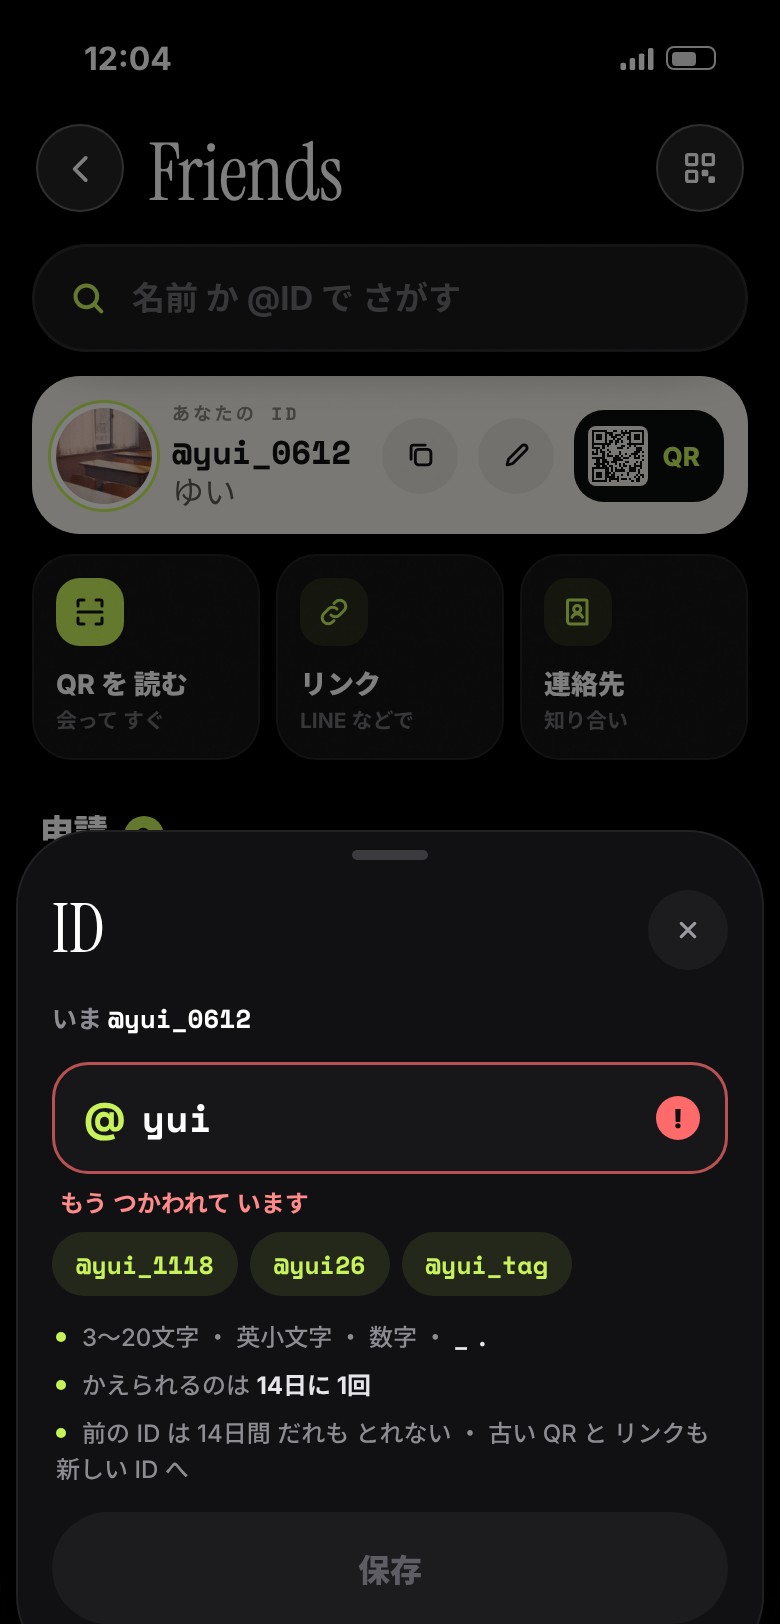 12:04
Friends
名前 か @ID で さがす
あなたの ID
@yui_0612
ゆい
QR
QR を 読む
会って すぐ
リンク
LINE などで
連絡先
知り合い
申請
ID
いま @yui_0612
@ yui
!
もう つかわれて います
@yui_1118 @yui26 @yui_tag
• 3〜20文字 ・ 英小文字 ・ 数字 ・ _ .
• かえられるのは 14日に 1回
• 前の ID は 14日間 だれも とれない ・ 古い QR と リンクも
新しい ID へ
保存